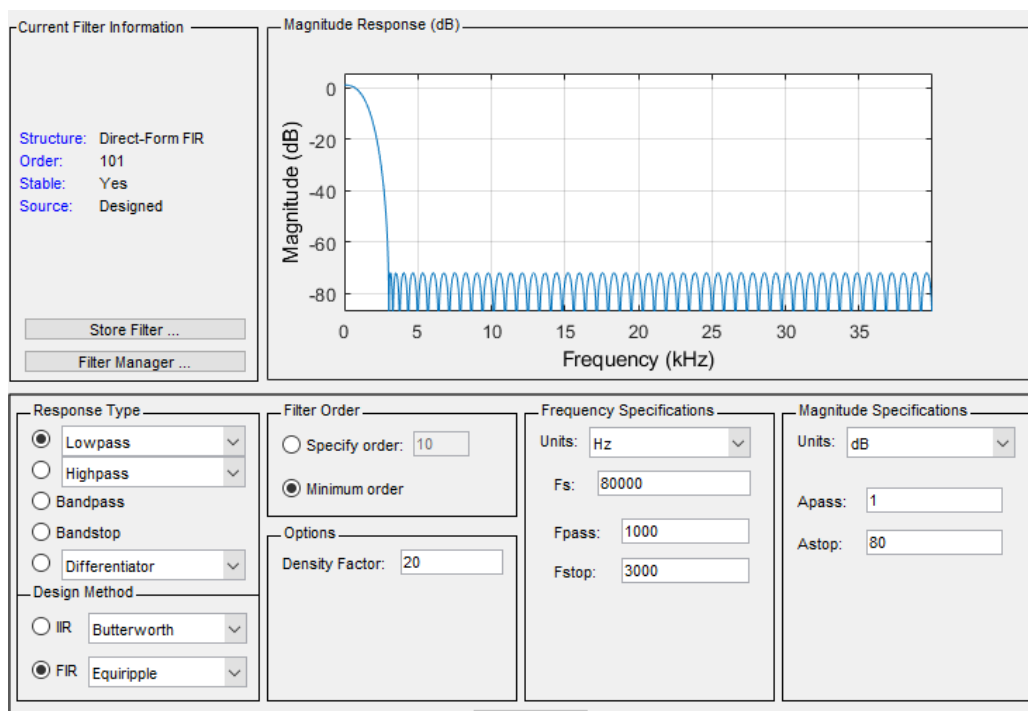 Current Filter Information
Structure: Direct-Form FIR
Order: 101
Stable: Yes
Source: Designed
Store Filter ...
Filter Manager ...
Magnitude Response (dB)
Magnitude (dB)
0
-20
-40
-60
-80
0 5 10 15 20 25 30 35
Frequency (kHz)
Response Type
Lowpass
Highpass
Bandpass
Bandstop
Differentiator
Design Method
IIR Butterworth
FIR Equiripple
Filter Order
Specify order: 10
Minimum order
Options
Density Factor: 20
Frequency Specifications
Units: Hz
Fs: 80000
Fpass: 1000
Fstop: 3000
Magnitude Specifications
Units: dB
Apass: 1
Astop: 80